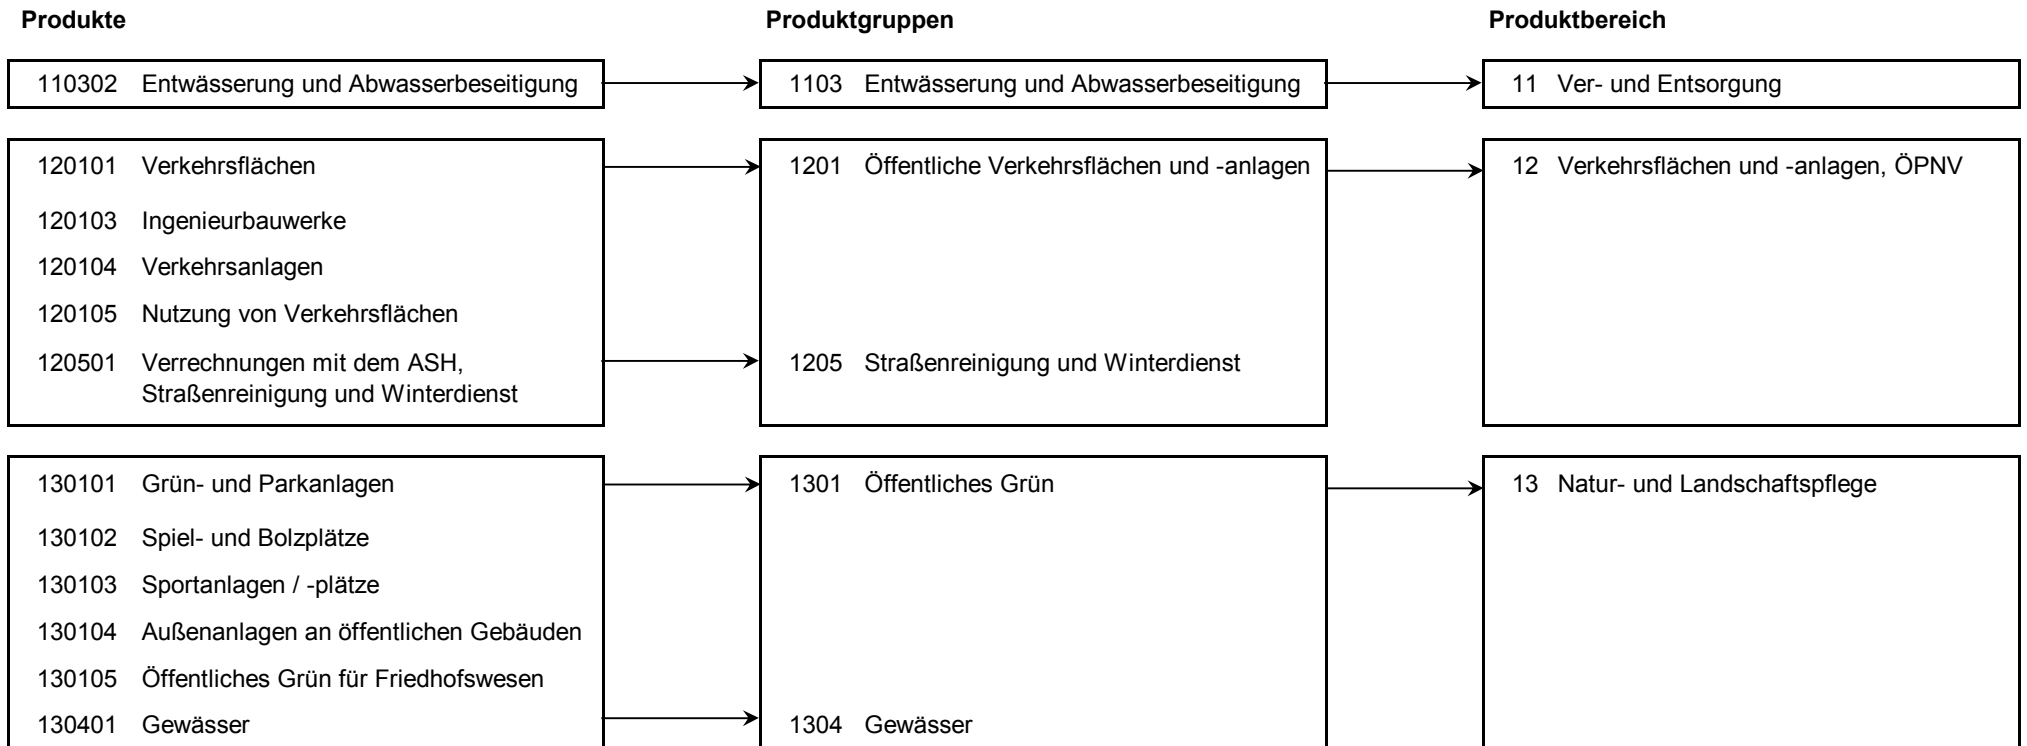 Produkte Produktgruppen Produktbereich
110302 Entwässerung und Abwasserbeseitigung 1103 Entwässerung und Abwasserbeseitigung 11 Ver- und Entsorgung
120101 Verkehrsflächen 1201 Öffentliche Verkehrsflächen und -anlagen 12 Verkehrsflächen und -anlagen, ÖPNV
120103 Ingenieurbauwerke
120104 Verkehrsanlagen
120105 Nutzung von Verkehrsflächen
120501 Verrechnungen mit dem ASH, 1205 Straßenreinigung und Winterdienst
Straßenreinigung und Winterdienst
130101 Grün- und Parkanlagen 1301 Öffentliches Grün 13 Natur- und Landschaftspflege
130102 Spiel- und Bolzplätze
130103 Sportanlagen / -plätze
130104 Außenanlagen an öffentlichen Gebäuden
130105 Öffentliches Grün für Friedhofswesen
130401 Gewässer 1304 Gewässer